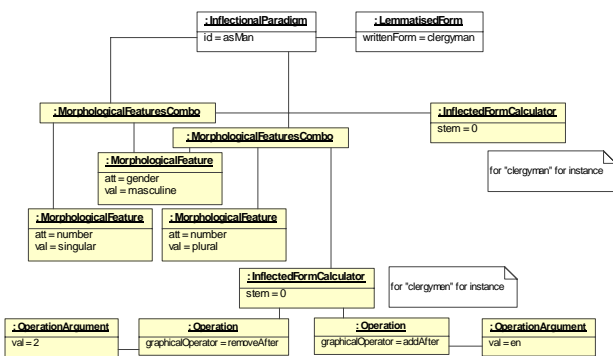 : InflectionalParadigm
id = asMan
: LemmatisedForm
writtenForm = clergyman
: MorphologicalFeaturesCombo
: InflectedFormCalculator
stem = 0
: MorphologicalFeaturesCombo
for "clergyman" for instance
: MorphologicalFeature
att = gender
val = masculine
: MorphologicalFeature
att = number
val = singular
: MorphologicalFeature
att = number
val = plural
: InflectedFormCalculator
stem = 0
for "clergymen" for instance
: OperationArgument
val = 2
: Operation
graphicalOperator = removeAfter
: Operation
graphicalOperator = addAfter
: OperationArgument
val = en